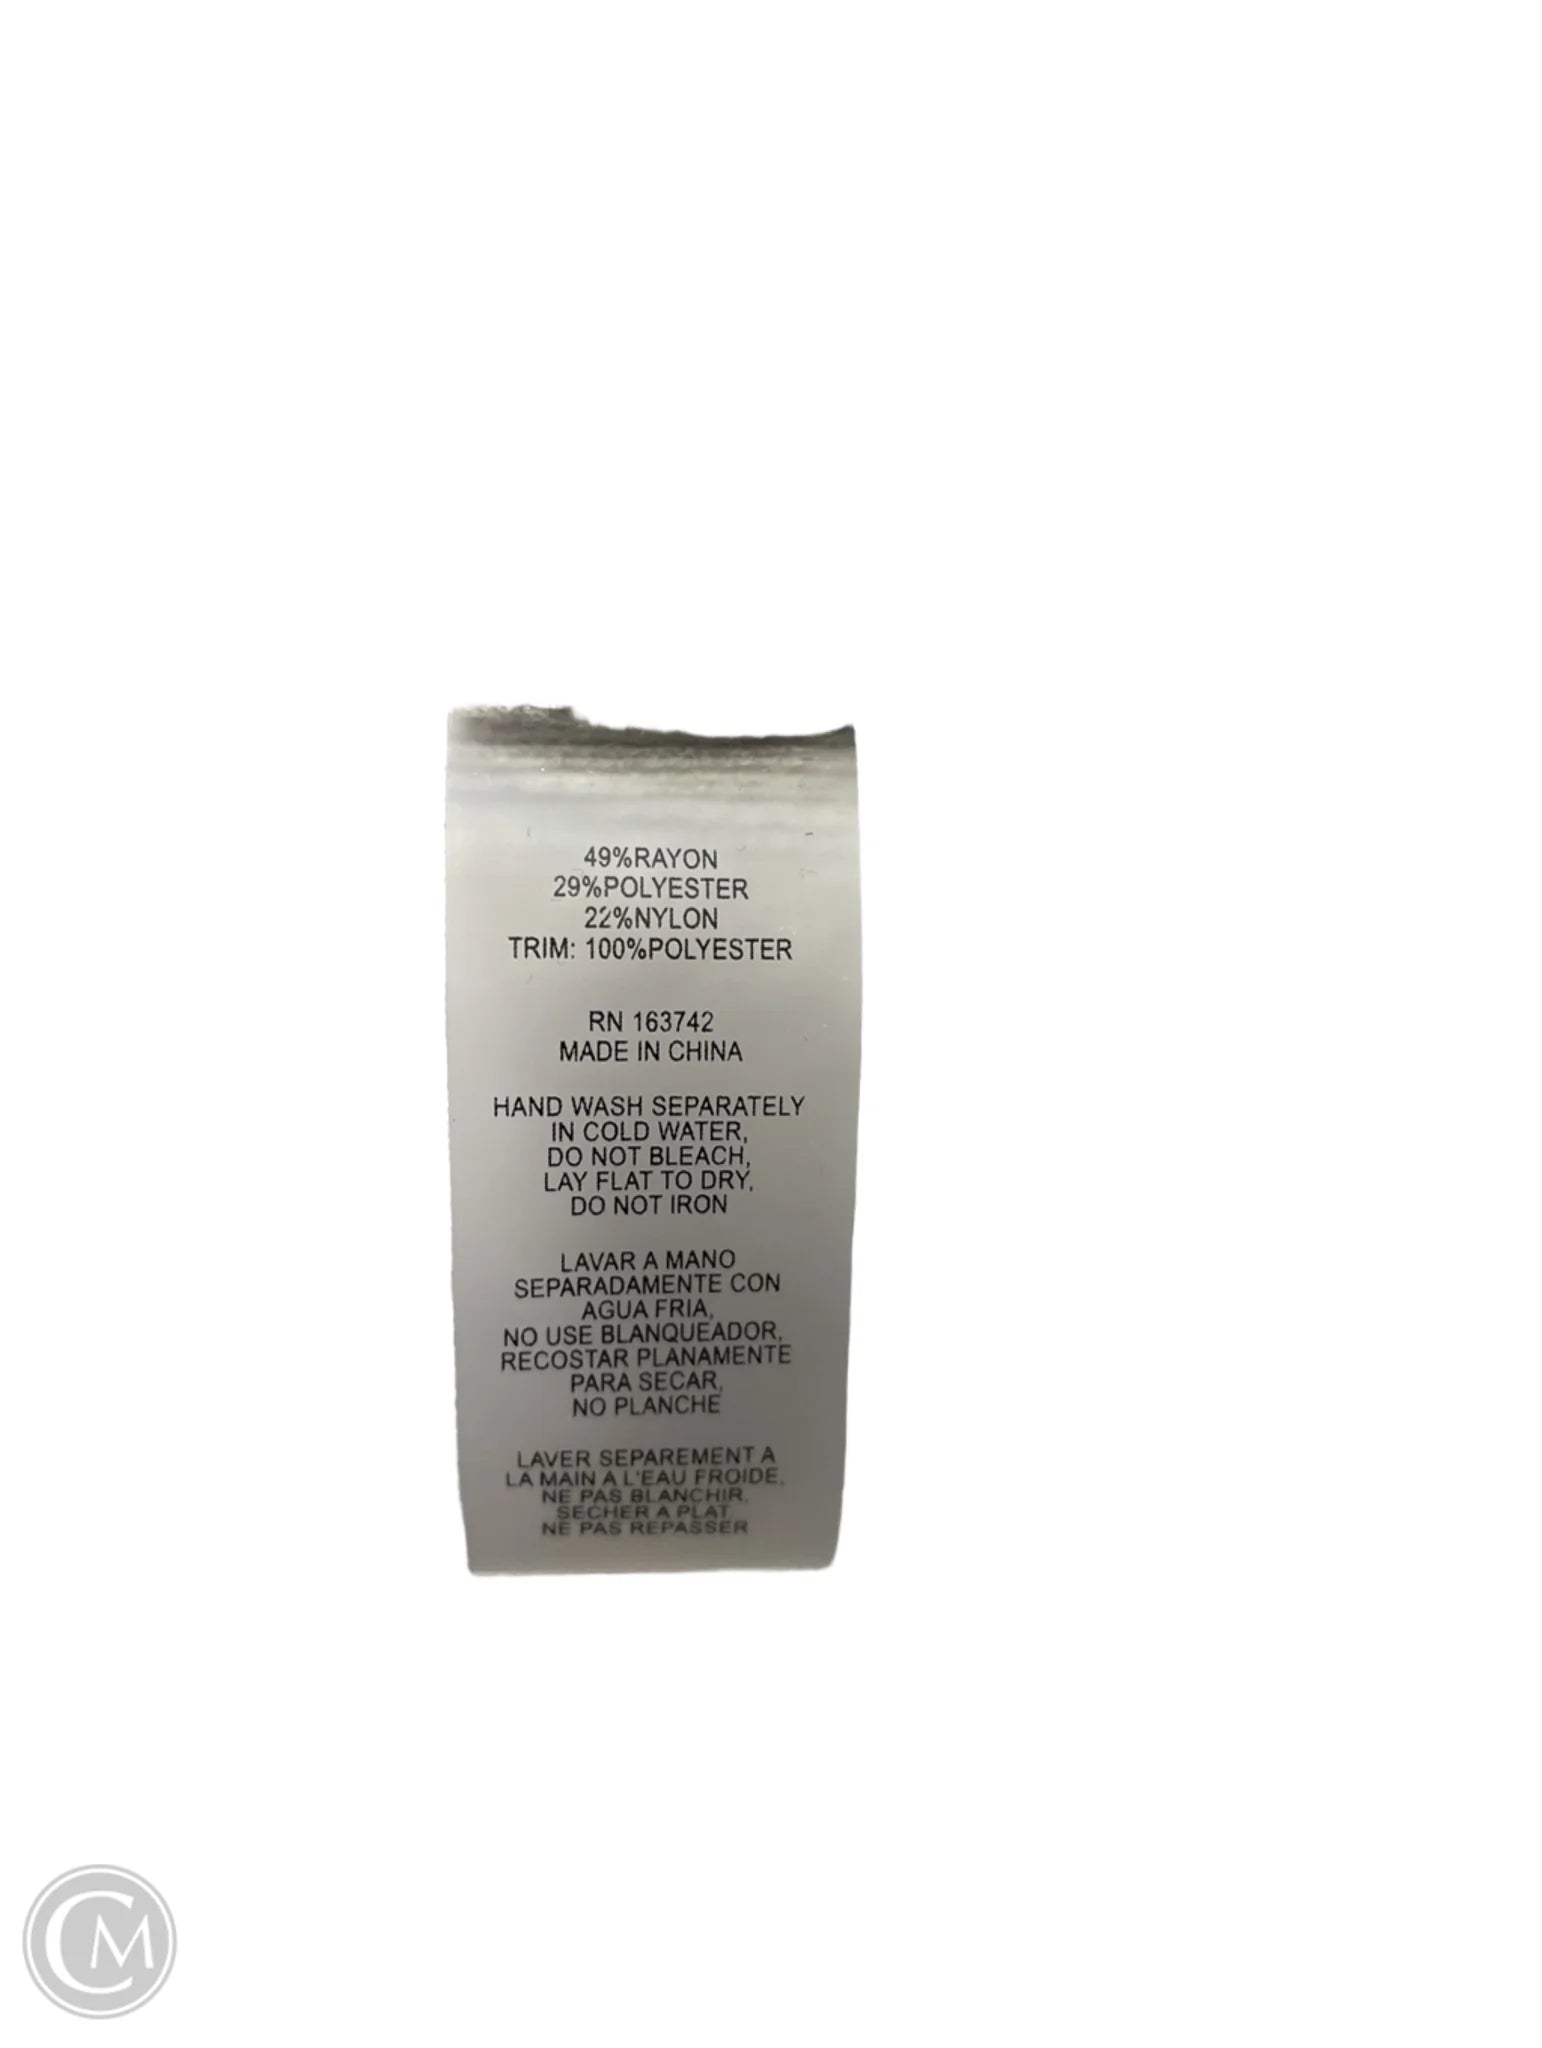 49%RAYON
29%POLYESTER
22%NYLON
TRIM: 100%POLYESTER
RN 163742
MADE IN CHINA
HAND WASH SEPARATELY
IN COLD WATER,
DO NOT BLEACH,
LAY FLAT TO DRY,
DO NOT IRON
LAVAR A MANO
SEPARADAMENTE CON
AGUA FRIA,
NO USE BLANQUEADOR,
RECOSTAR PLANAMENTE
PARA SECAR,
NO PLANCHE
LAVER SEPAREMENT A
LA MAIN A L'EAU FROIDE,
NE PAS BLANCHIR,
SECHER A PLAT
NE PAS REPASSER
CM